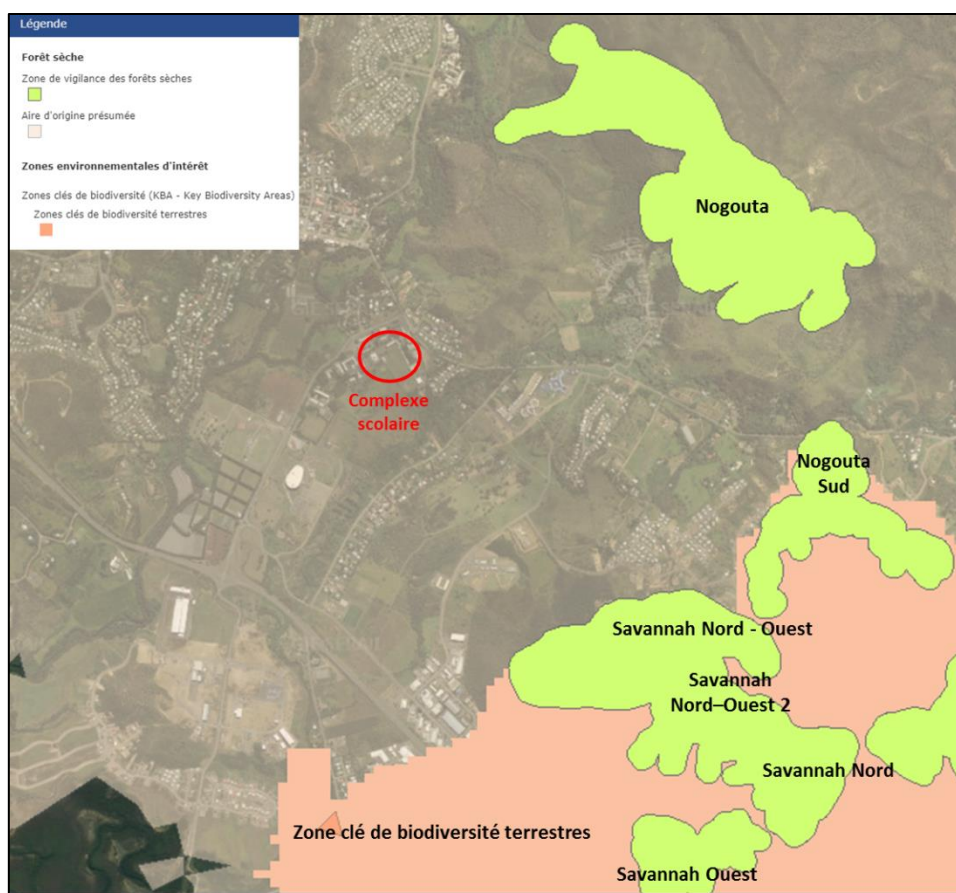 Légende
Forêt sèche
Zone de vigilance des forêts sèches
Aire d'origine présumée
Zones environnementales d'intérêt
Zones clés de biodiversité (KBA - Key Biodiversity Areas)
Zones clés de biodiversité terrestres
Nogouta
Complexe
scolaire
Nogouta
Sud
Savannah Nord - Ouest
Savannah
Nord–Ouest 2
Savannah Nord
Zone clé de biodiversité terrestres
Savannah Ouest